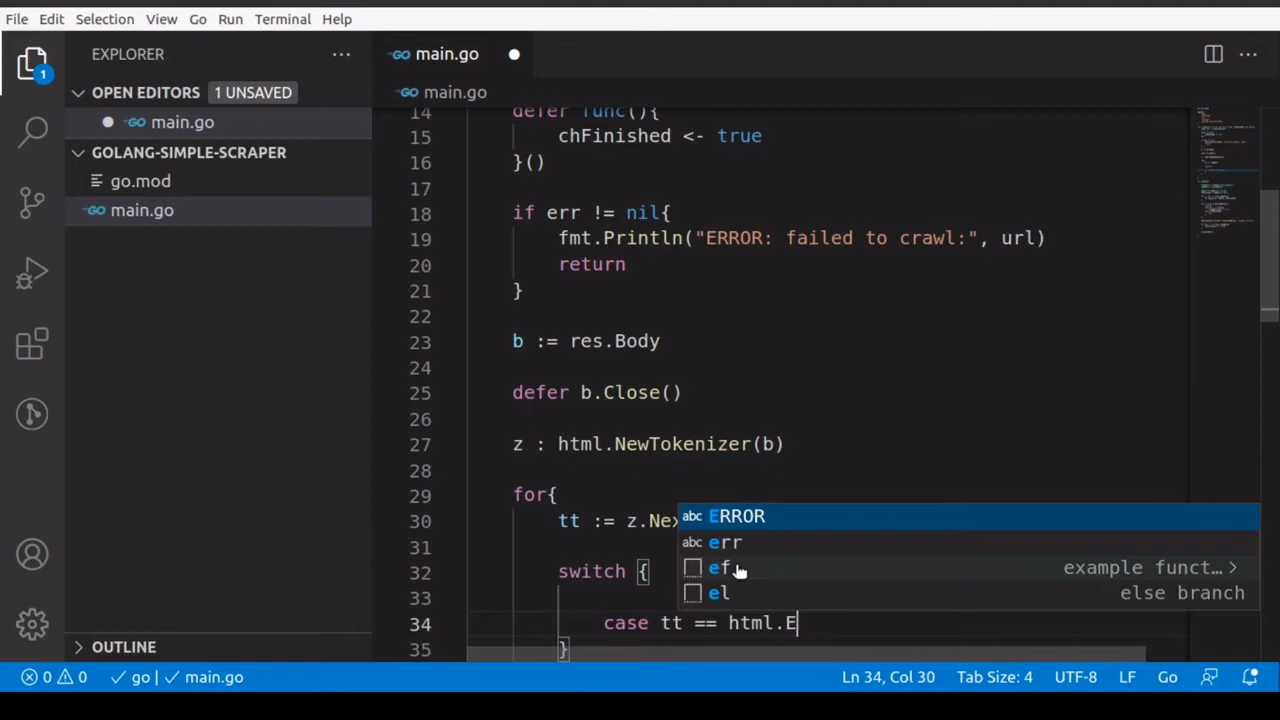 File Edit Selection View Go Run Terminal Help
EXPLORER
main.go
OPEN EDITORS 1 UNSAVED
main.go
main.go
GOLANG-SIMPLE-SCRAPER
go.mod
main.go
14 defer func(){
15 chFinished <- true
16 }()
17
18 if err != nil{
19 fmt.Println("ERROR: failed to crawl:", url)
20 return
21 }
22
23 b := res.Body
24
25 defer b.Close()
26
27 z : html.NewTokenizer(b)
28
29 for{
30 tt := z.Nex
31
32 switch {
33
34 case tt == html.E
35 }
abc ERROR
abc err
ef example funct...
el else branch
OUTLINE
0 0 go | main.go Ln 34, Col 30 Tab Size: 4 UTF-8 LF Go
1